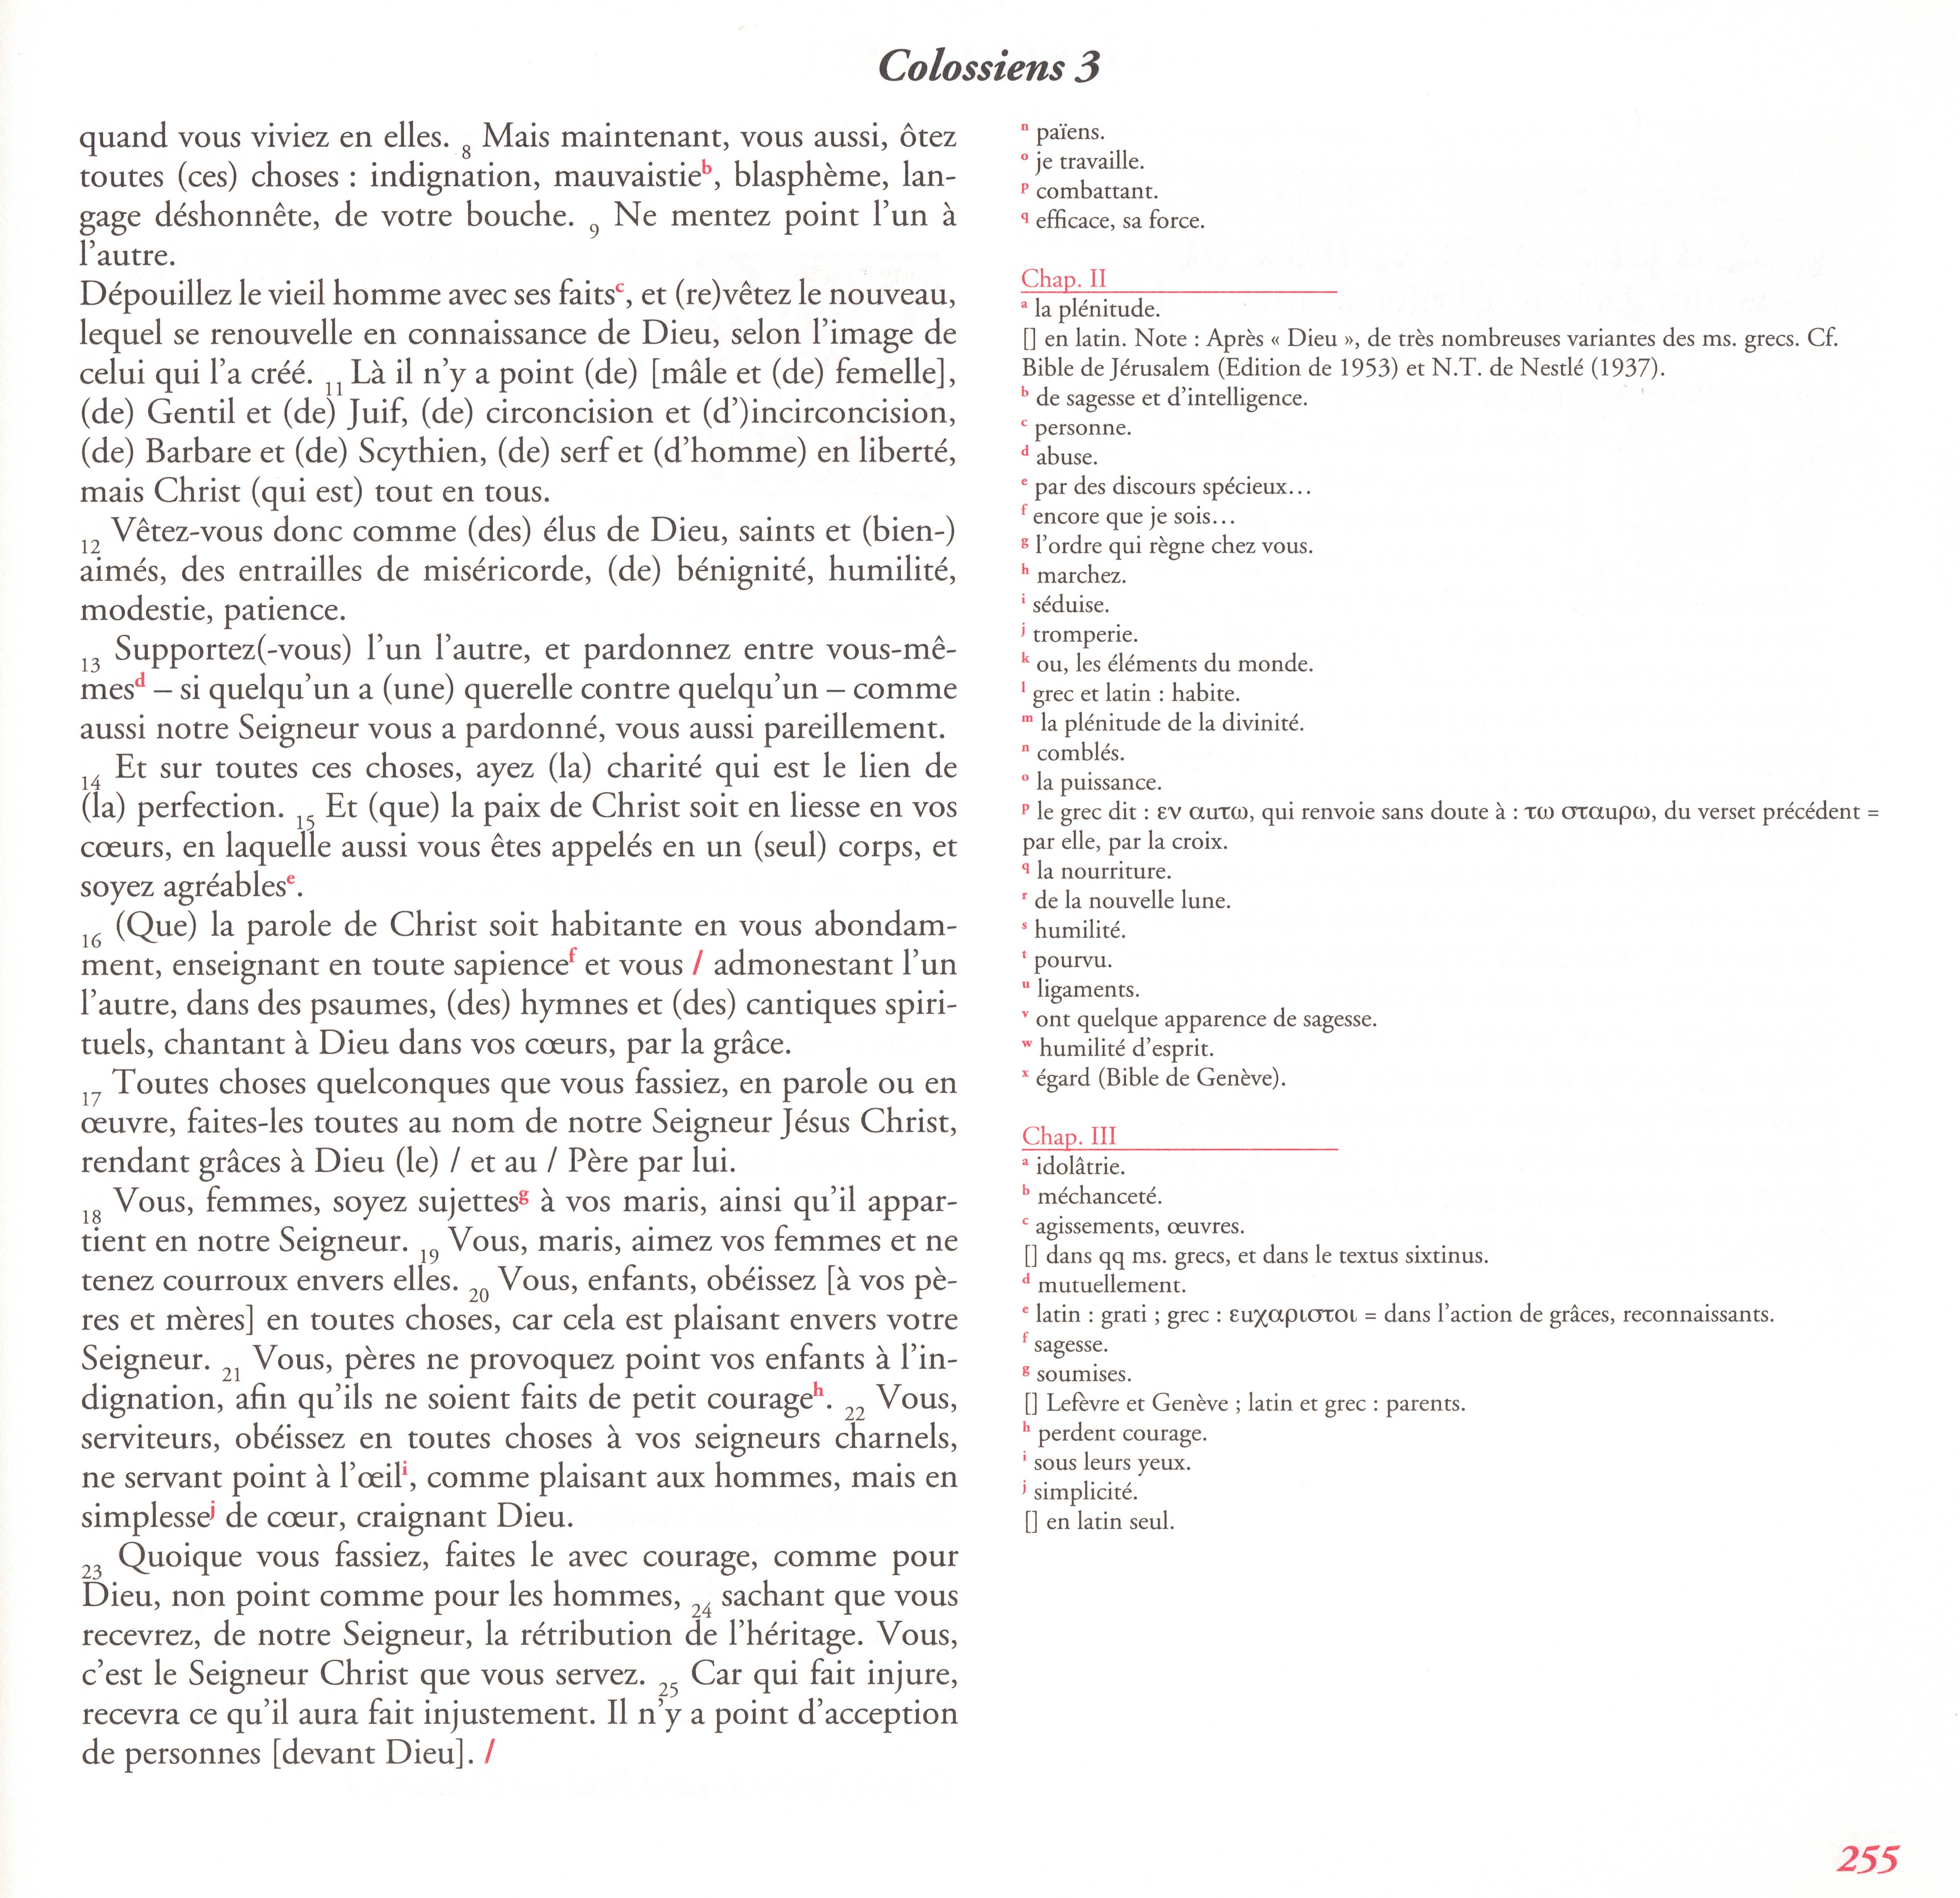 Colossiens 3
quand vous viviez en elles. 8 Mais maintenant, vous aussi, ôtez
toutes (ces) choses : indignation, mauvaistieb, blasphème, lan-
gage déshonnête, de votre bouche. 9 Ne mentez point l’un à
l’autre.
Dépouillez le vieil homme avec ses faitsc, et (re)vêtez le nouveau,
lequel se renouvelle en connaissance de Dieu, selon l’image de
celui qui l’a créé. 11 Là il n’y a point (de) [mâle et (de) femelle],
(de) Gentil et (de) Juif, (de) circoncision et (d’)incirconcision,
(de) Barbare et (de) Scythien, (de) serf et (d’homme) en liberté,
mais Christ (qui est) tout en tous.
12 Vêtez-vous donc comme (des) élus de Dieu, saints et (bien-)
aimés, des entrailles de miséricorde, (de) bénignité, humilité,
modestie, patience.
13 Supportez(-vous) l’un l’autre, et pardonnez entre vous-mê-
mesd – si quelqu’un a (une) querelle contre quelqu’un – comme
aussi notre Seigneur vous a pardonné, vous aussi pareillement.
14 Et sur toutes ces choses, ayez (la) charité qui est le lien de
(la) perfection. 15 Et (que) la paix de Christ soit en liesse en vos
cœurs, en laquelle aussi vous êtes appelés en un (seul) corps, et
soyez agréablese.
16 (Que) la parole de Christ soit habitante en vous abondam-
ment, enseignant en toute sapiencef et vous / admonestant l’un
l’autre, dans des psaumes, (des) hymnes et (des) cantiques spiri-
tuels, chantant à Dieu dans vos cœurs, par la grâce.
17 Toutes choses quelconques que vous fassiez, en parole ou en
œuvre, faites-les toutes au nom de notre Seigneur Jésus Christ,
rendant grâces à Dieu (le) / et au / Père par lui.
18 Vous, femmes, soyez sujettesg à vos maris, ainsi qu’il appar-
tient en notre Seigneur. 19 Vous, maris, aimez vos femmes et ne
tenez courroux envers elles. 20 Vous, enfants, obéissez [à vos pè-
res et mères] en toutes choses, car cela est plaisant envers votre
Seigneur. 21 Vous, pères ne provoquez point vos enfants à l’in-
dignation, afin qu’ils ne soient faits de petit courageh. 22 Vous,
serviteurs, obéissez en toutes choses à vos seigneurs charnels,
ne servant point à l’œili, comme plaisant aux hommes, mais en
simplessej de cœur, craignant Dieu.
23 Quoique vous fassiez, faites le avec courage, comme pour
Dieu, non point comme pour les hommes, 24 sachant que vous
recevrez, de notre Seigneur, la rétribution de l’héritage. Vous,
c’est le Seigneur Christ que vous servez. 25 Car qui fait injure,
recevra ce qu’il aura fait injustement. Il n’y a point d’acception
de personnes [devant Dieu]. /
n païens.
o je travaille.
p combattant.
q efficace, sa force.
Chap. II
a la plénitude.
[] en latin. Note : Après « Dieu », de très nombreuses variantes des ms. grecs. Cf.
Bible de Jérusalem (Edition de 1953) et N.T. de Nestlé (1937).
b de sagesse et d’intelligence.
c personne.
d abuse.
e par des discours spécieux…
f encore que je sois…
g l’ordre qui règne chez vous.
h marchez.
i séduise.
j tromperie.
k ou, les éléments du monde.
l grec et latin : habite.
m la plénitude de la divinité.
n comblés.
o la puissance.
p le grec dit : εν αυτω, qui renvoie sans doute à : τω σταυρω, du verset précédent =
par elle, par la croix.
q la nourriture.
r de la nouvelle lune.
s humilité.
t pourvu.
u ligaments.
v ont quelque apparence de sagesse.
w humilité d’esprit.
x égard (Bible de Genève).
Chap. III
a idolâtrie.
b méchanceté.
c agissements, œuvres.
[] dans qq ms. grecs, et dans le textus sixtinus.
d mutuellement.
e latin : grati ; grec : ευχαριστοι = dans l’action de grâces, reconnaissants.
f sagesse.
g soumises.
[] Lefèvre et Genève ; latin et grec : parents.
h perdent courage.
i sous leurs yeux.
j simplicité.
[] en latin seul.
255